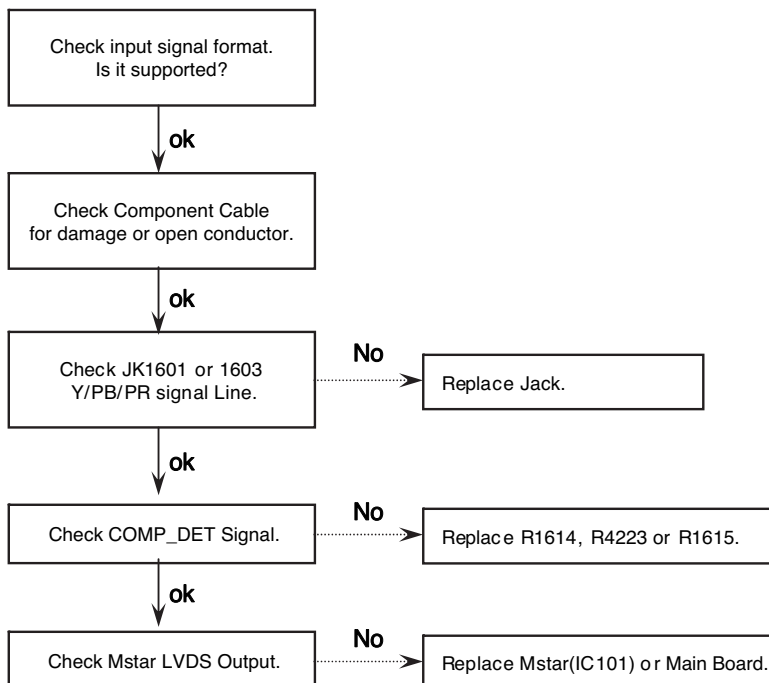 Check input signal format.
Is it supported?
ok
Check Component Cable
for damage or open conductor.
ok
Check JK1601 or 1603
Y/PB/PR signal Line.
No
Replace Jack.
ok
Check COMP_DET Signal.
No
Replace R1614, R4223 or R1615.
ok
Check Mstar LVDS Output.
No
Replace Mstar(IC101) or Main Board.